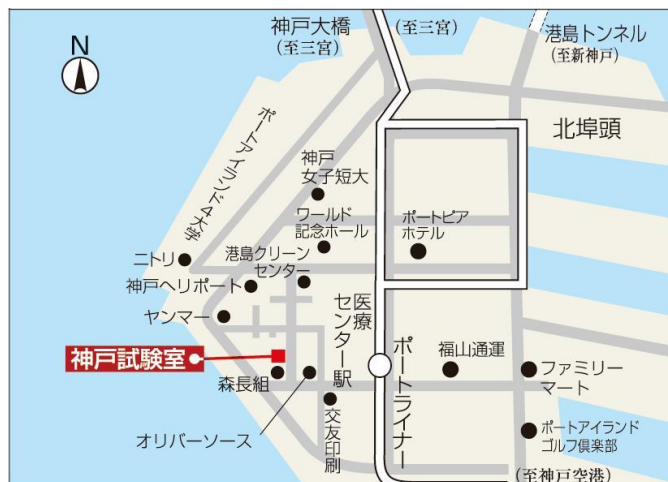 神戸大橋
(至三宮)
(至三宮)
港島トンネル
(至新神戸)
N
北埠頭
ポートアイランド4大学
神戸
女子短大
ワールド
記念ホール
ポートピア
ホテル
港島クリーン
センター
ニトリ
神戸ヘリポート
ヤンマー
医療
センター駅
ポートライナー
福山通運
ファミリー
マート
神戸試験室
森長組
オリバーソース
交友印刷
ポートアイランド
ゴルフ倶楽部
(至神戸空港)